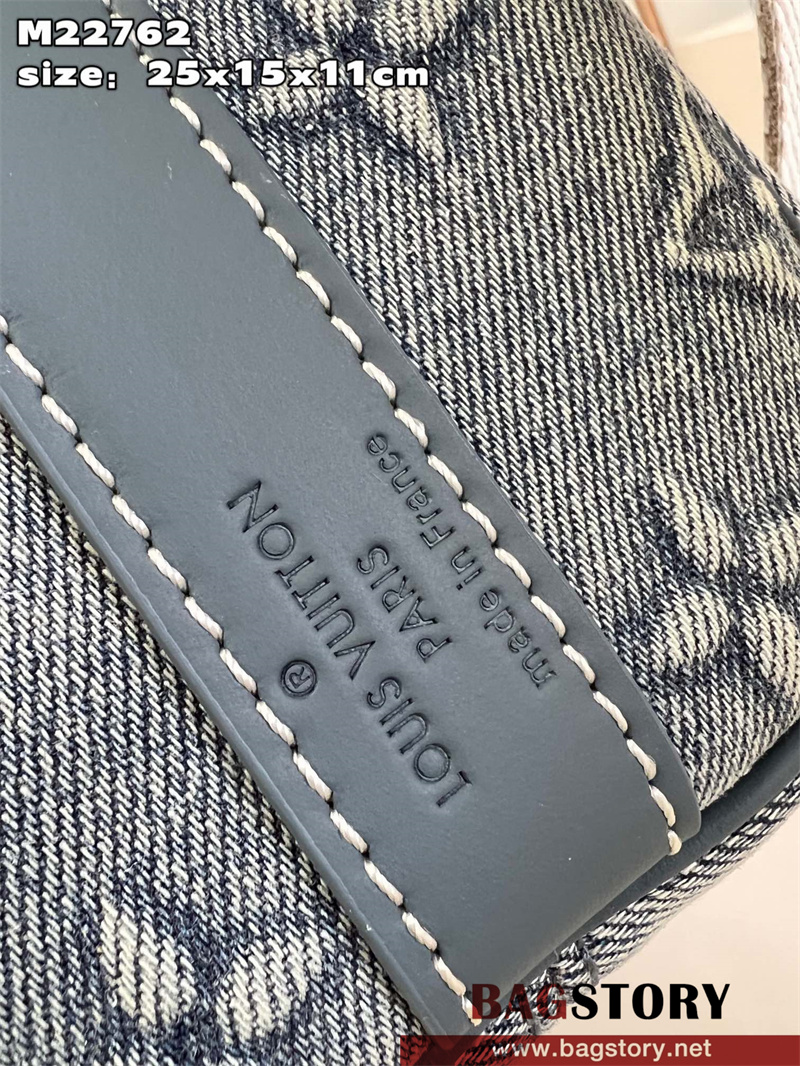 M22762
size: 25x15x11cm
®
LOUIS VUITTON
PARIS
made in France
BAGSTORY
www.bagstory.net